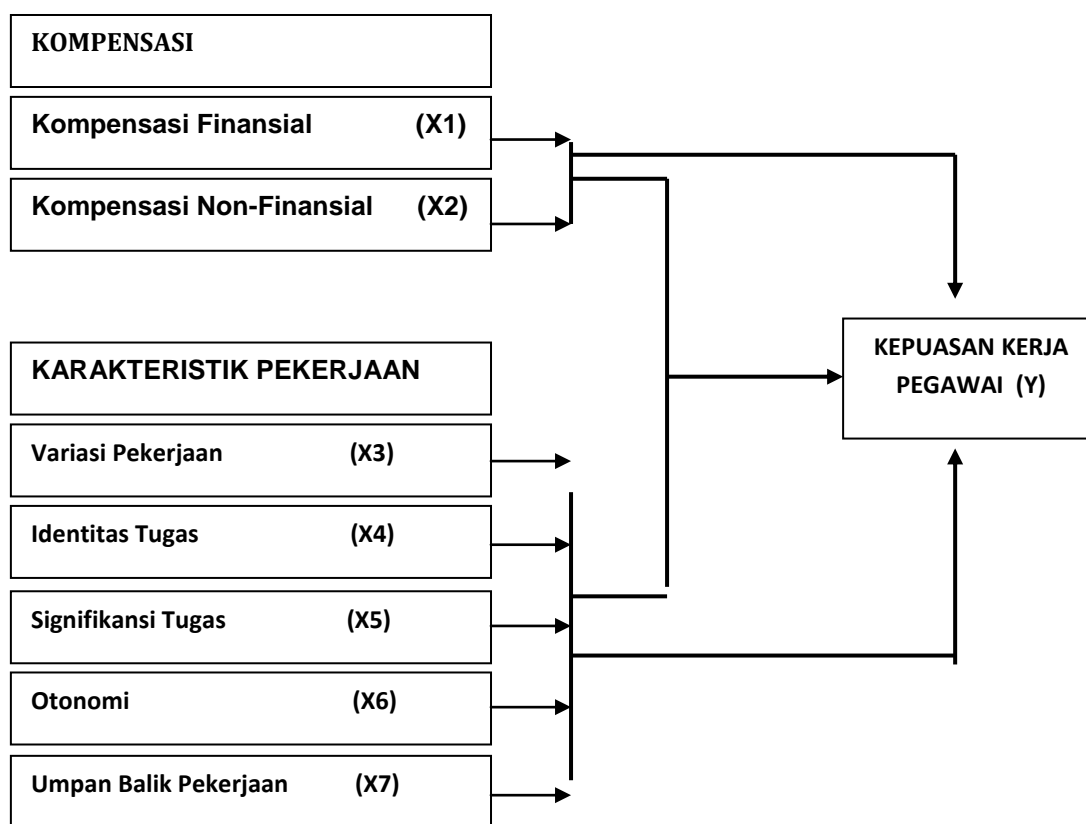 KOMPENSASI
Kompensasi Finansial (X1)
Kompensasi Non-Finansial (X2)
KARAKTERISTIK PEKERJAAN
Variasi Pekerjaan (X3)
Identitas Tugas (X4)
Signifikansi Tugas (X5)
Otonomi (X6)
Umpan Balik Pekerjaan (X7)
KEPUASAN KERJA
PEGAWAI (Y)